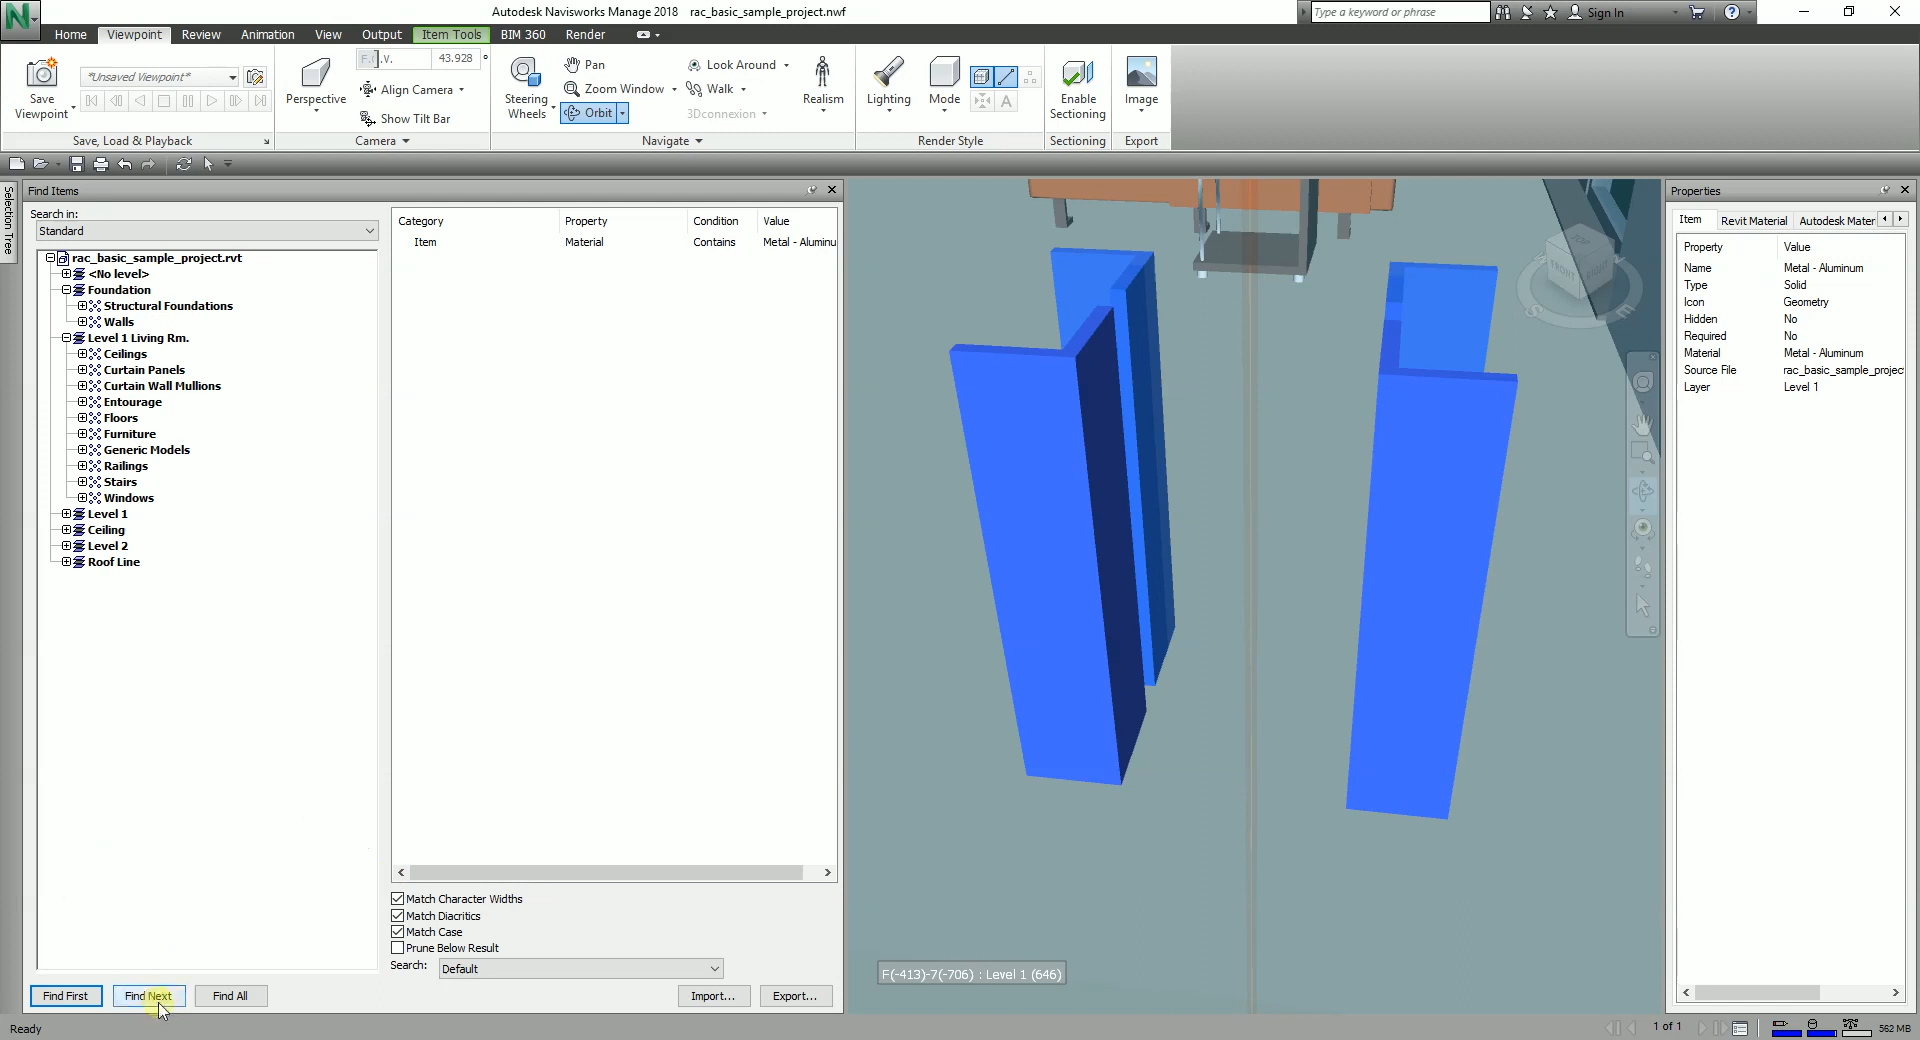 Autodesk Navisworks Manage 2018 rac_basic_sample_project.nwf
Type a keyword or phrase
Sign In
Home Viewpoint Review Animation View Output Item Tools BIM 360 Render
Save Viewpoint
*Unsaved Viewpoint*
Save, Load & Playback
Perspective
43.928 °
Align Camera
Show Tilt Bar
Camera
Steering Wheels
Pan
Zoom Window
Orbit
Look Around
Walk
3Dconnexion
Realism
Navigate
Lighting
Mode
Render Style
Enable Sectioning
Sectioning
Image
Export
Selection Tree
Find Items
Search in:
Standard
rac_basic_sample_project.rvt
<No level>
Foundation
Structural Foundations
Walls
Level 1 Living Rm.
Ceilings
Curtain Panels
Curtain Wall Mullions
Entourage
Floors
Furniture
Generic Models
Railings
Stairs
Windows
Level 1
Ceiling
Level 2
Roof Line
Category Property Condition Value
Item Material Contains Metal - Aluminu
Match Character Widths
Match Diacritics
Match Case
Prune Below Result
Search: Default
Find First Find Next Find All Import... Export...
TOP
FRONT
RIGHT
S
E
F(-413)-7(-706) : Level 1 (646)
Properties
Item Revit Material Autodesk Mater
Property Value
Name Metal - Aluminum
Type Solid
Icon Geometry
Hidden No
Required No
Material Metal - Aluminum
Source File rac_basic_sample_project
Layer Level 1
Ready
1 of 1
562 MB